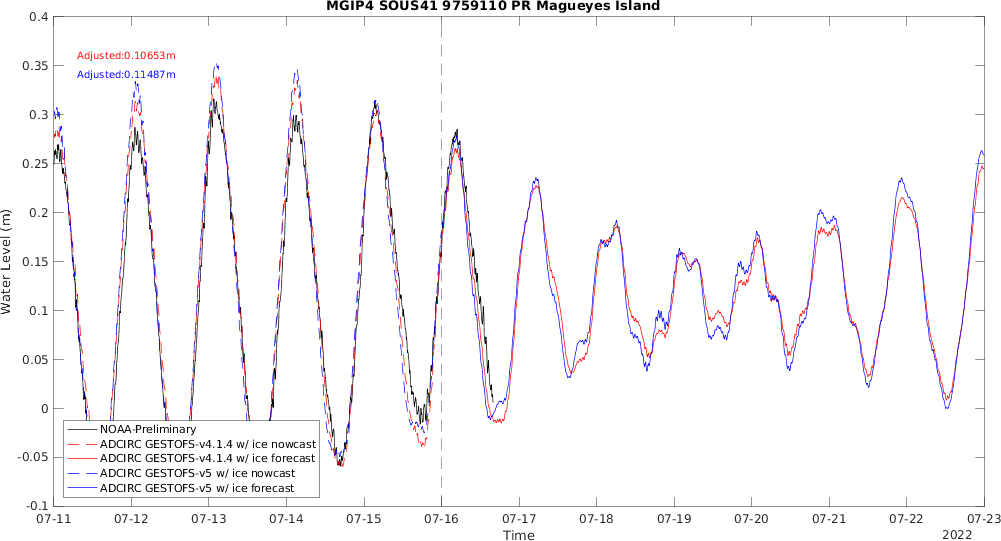 MGIP4 SOUS41 9759110 PR Magueyes Island
Adjusted:0.10653m
Adjusted:0.11487m
0.4
0.35
0.3
0.25
0.2
0.15
0.1
0.05
0
-0.05
-0.1
Water Level (m)
NOAA-Preliminary
ADCIRC GESTOFS-v4.1.4 w/ ice nowcast
ADCIRC GESTOFS-v4.1.4 w/ ice forecast
ADCIRC GESTOFS-v5 w/ ice nowcast
ADCIRC GESTOFS-v5 w/ ice forecast
07-11 07-12 07-13 07-14 07-15 07-16 07-17 07-18 07-19 07-20 07-21 07-22 07-23
Time
2022